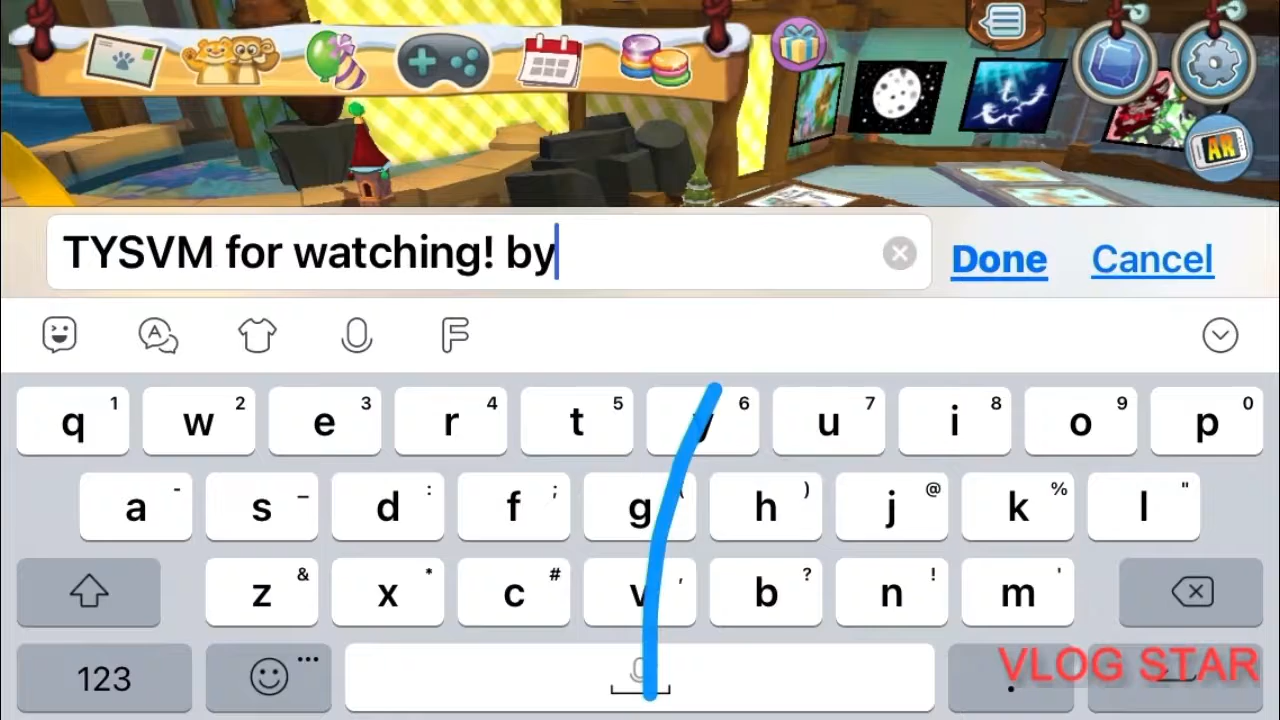 AR
TYSVM for watching! by
Done
Cancel
A
F
q 1 w 2 e 3 r 4 t 5 y 6 u 7 i 8 o 9 p 0
a - s _ d : f ; g ( h ) j @ k % l "
z & x * c # v , b ? n ! m '
123 ... .
VLOG STAR